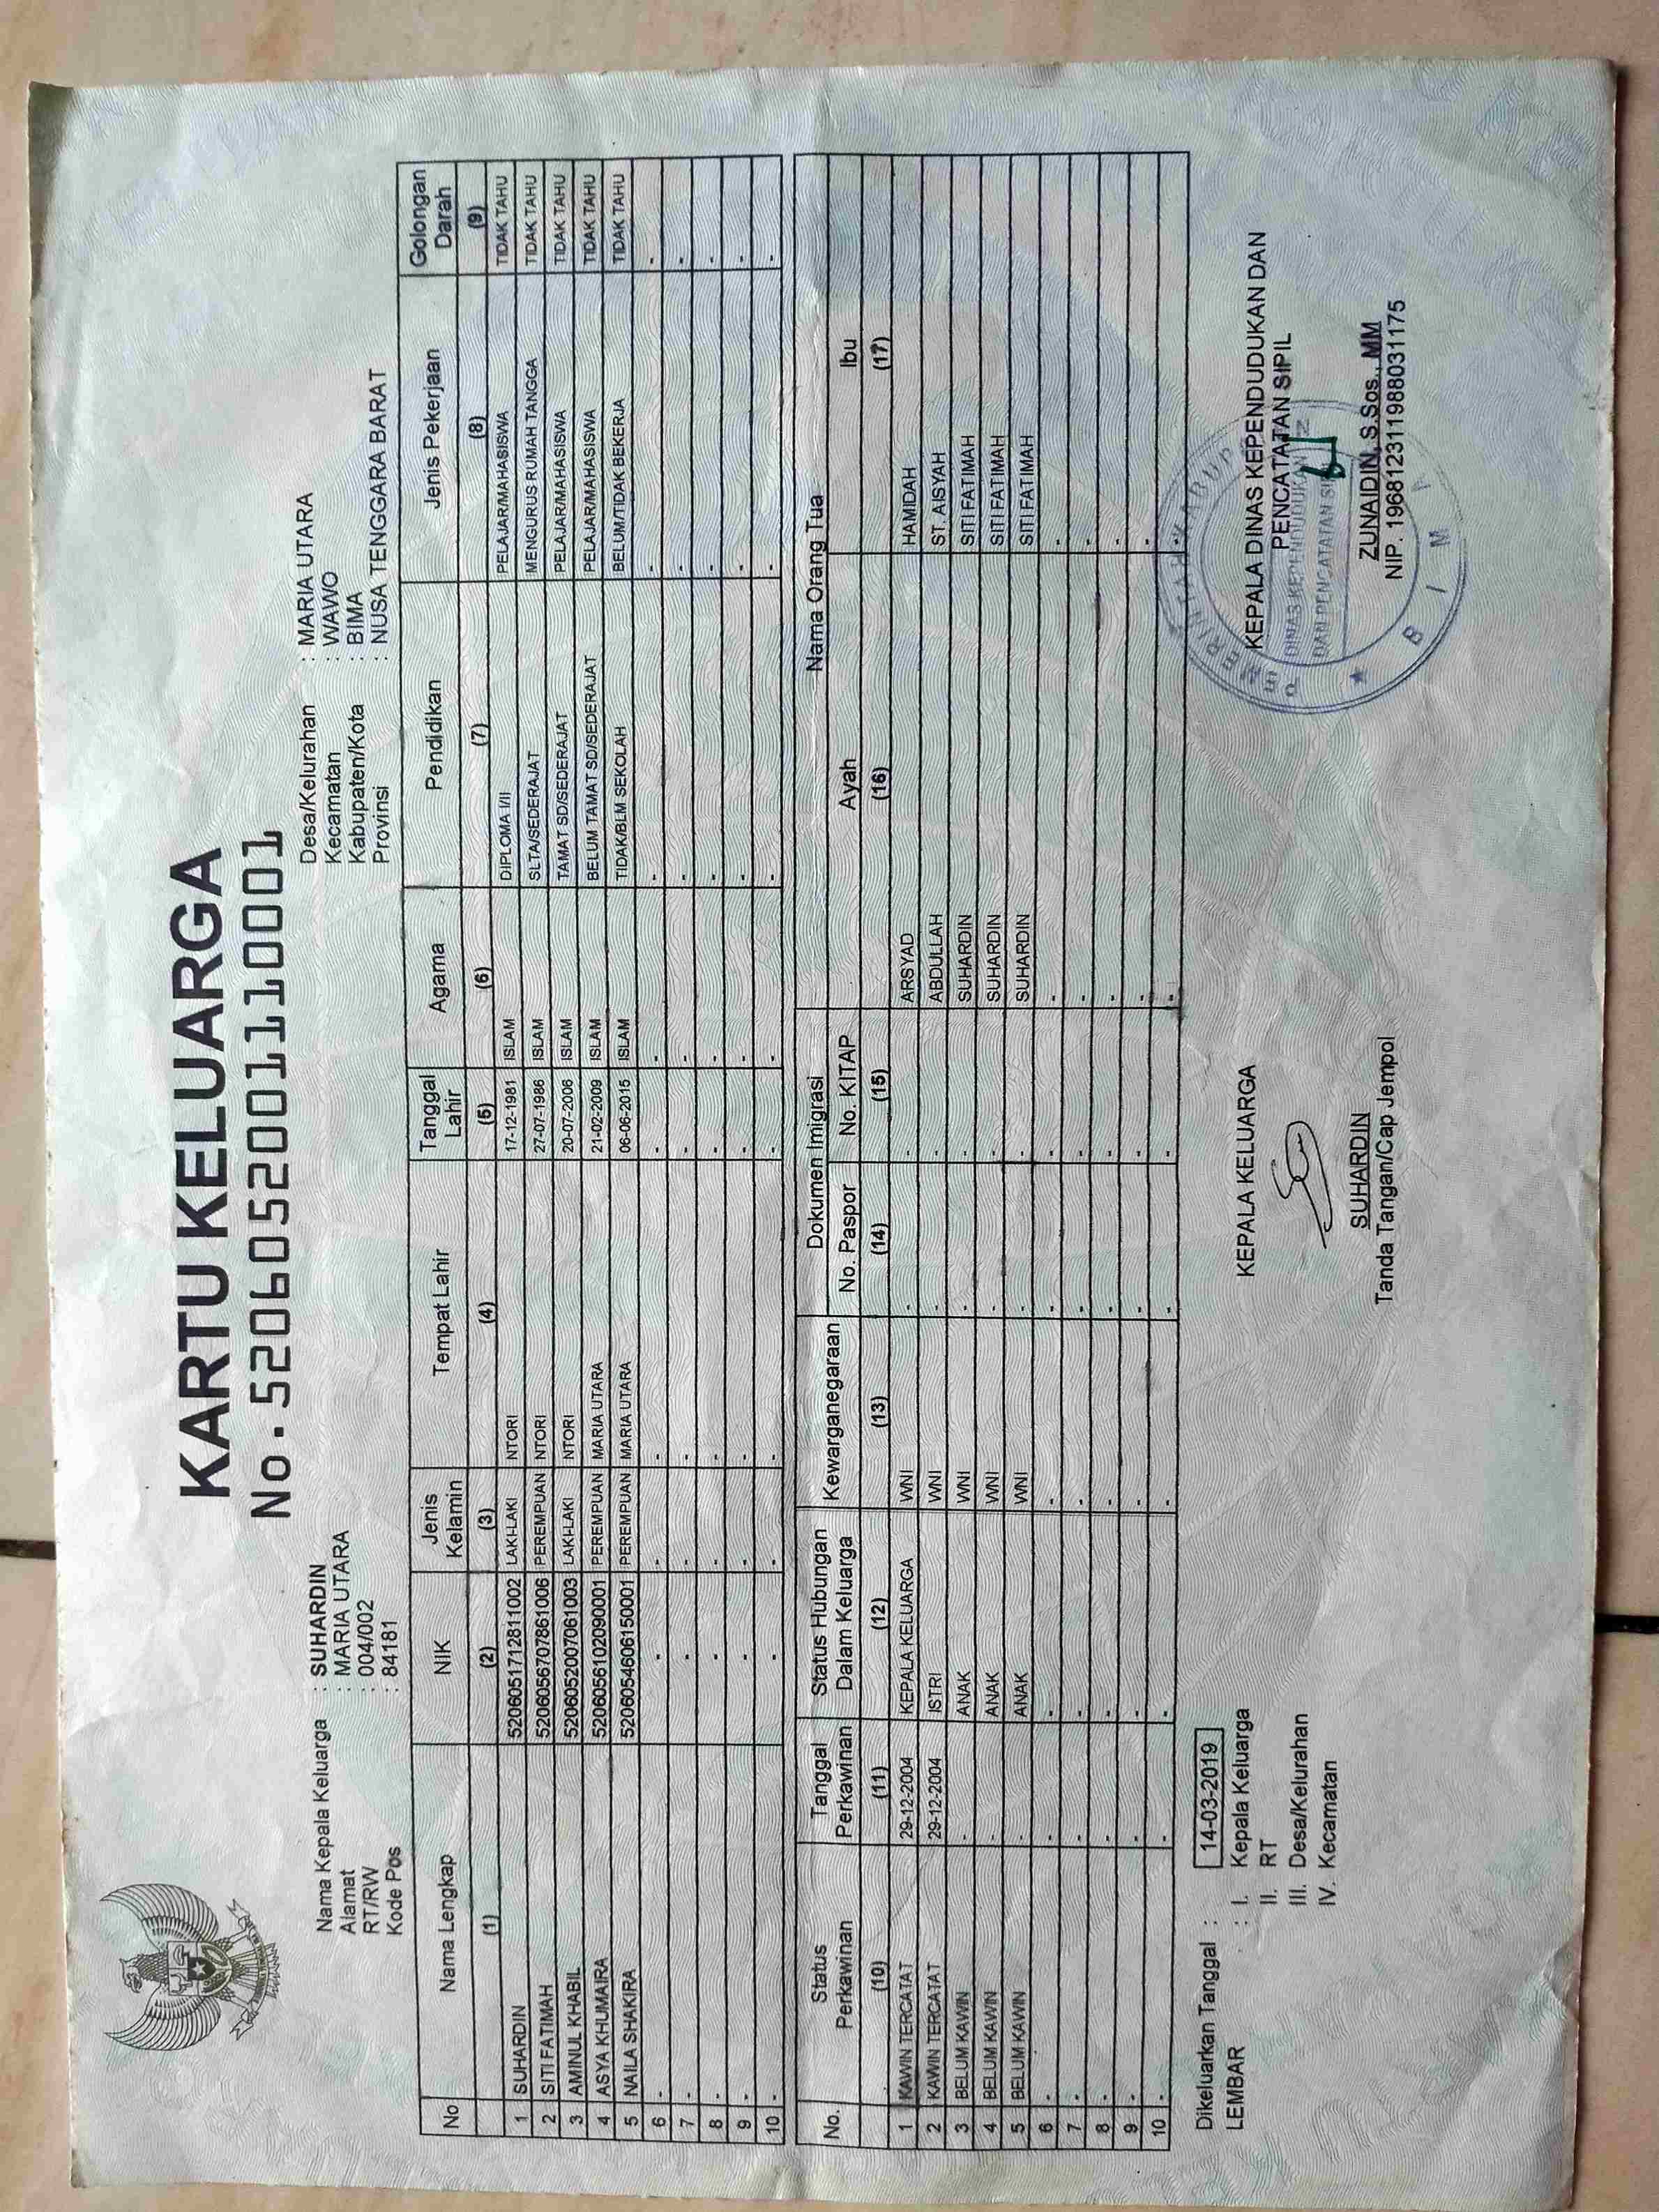 KARTU KELUARGA
No. 5206052001110001
Nama Kepala Keluarga : SUHARDIN
Alamat : MARIA UTARA
RT/RW : 004/002
Kode Pos : 84181
Desa/Kelurahan : MARIA UTARA
Kecamatan : WAWO
Kabupaten/Kota : BIMA
Provinsi : NUSA TENGGARA BARAT
No Nama Lengkap NIK Jenis Kelamin Tempat Lahir Tanggal Lahir Agama Pendidikan Jenis Pekerjaan Golongan Darah
(1) (2) (3) (4) (5) (6) (7) (8) (9)
1 SUHARDIN 5206051712811002 LAKI-LAKI NTORI 17-12-1981 ISLAM DIPLOMA I/II PELAJAR/MAHASISWA TIDAK TAHU
2 SITI FATIMAH 5206056707861006 PEREMPUAN NTORI 27-07-1986 ISLAM SLTA/SEDERAJAT MENGURUS RUMAH TANGGA TIDAK TAHU
3 AMINUL KHABIL 5206052007061003 LAKI-LAKI NTORI 20-07-2006 ISLAM TAMAT SD/SEDERAJAT PELAJAR/MAHASISWA TIDAK TAHU
4 ASYA KHUMAIRA 5206056102090001 PEREMPUAN MARIA UTARA 21-02-2009 ISLAM BELUM TAMAT SD/SEDERAJAT PELAJAR/MAHASISWA TIDAK TAHU
5 NAILA SHAKIRA 5206054606150001 PEREMPUAN MARIA UTARA 06-06-2015 ISLAM TIDAK/BLM SEKOLAH BELUM/TIDAK BEKERJA TIDAK TAHU
6 - - - - - - - - -
7 - - - - - - - - -
8 - - - - - - - - -
9 - - - - - - - - -
10 - - - - - - - - -
No. Status Perkawinan Tanggal Perkawinan Status Hubungan Dalam Keluarga Kewarganegaraan Dokumen Imigrasi Nama Orang Tua
No. Paspor No. KITAP Ayah Ibu
(10) (11) (12) (13) (14) (15) (16) (17)
1 KAWIN TERCATAT 29-12-2004 KEPALA KELUARGA WNI - - ARSYAD HAMIDAH
2 KAWIN TERCATAT 29-12-2004 ISTRI WNI - - ABDULLAH ST. AISYAH
3 BELUM KAWIN - ANAK WNI - - SUHARDIN SITI FATIMAH
4 BELUM KAWIN - ANAK WNI - - SUHARDIN SITI FATIMAH
5 BELUM KAWIN - ANAK WNI - - SUHARDIN SITI FATIMAH
6 - - - - - - - -
7 - - - - - - - -
8 - - - - - - - -
9 - - - - - - - -
10 - - - - - - - -
Dikeluarkan Tanggal : 14-03-2019
LEMBAR : I. Kepala Keluarga
II. RT
III. Desa/Kelurahan
IV. Kecamatan
KEPALA KELUARGA
SUHARDIN
Tanda Tangan/Cap Jempol
KEPALA DINAS KEPENDUDUKAN DAN
PENCATATAN SIPIL
DINAS KEPENDUDUKAN
DAN PENCATATAN SIPIL
BIMA
ZUNAIDIN, S.Sos., MM
NIP. 196812311988031175